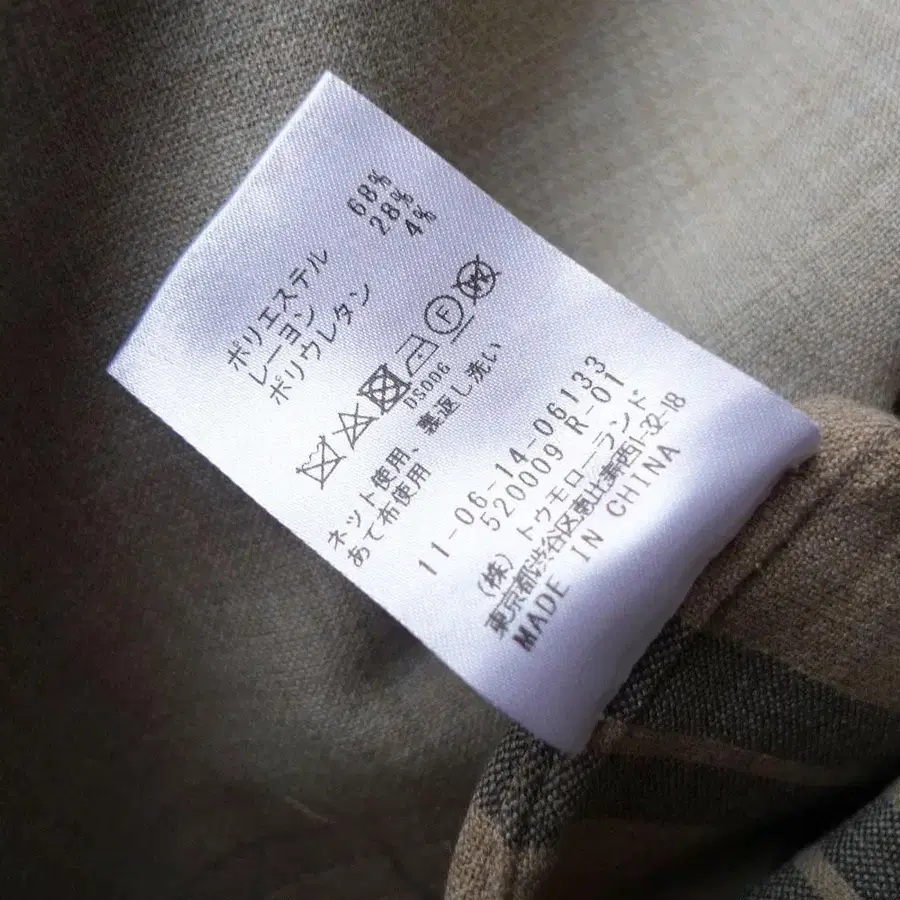 ポリエステル 68%
レーヨン 28%
ポリウレタン 4%
F
W
DS006
ネット使用、裏返し洗い
あて布使用
11-06-14-06133
520009 R-01
(株)トゥモローランド
東京都渋谷区恵比寿西1-32-18
MADE IN CHINA